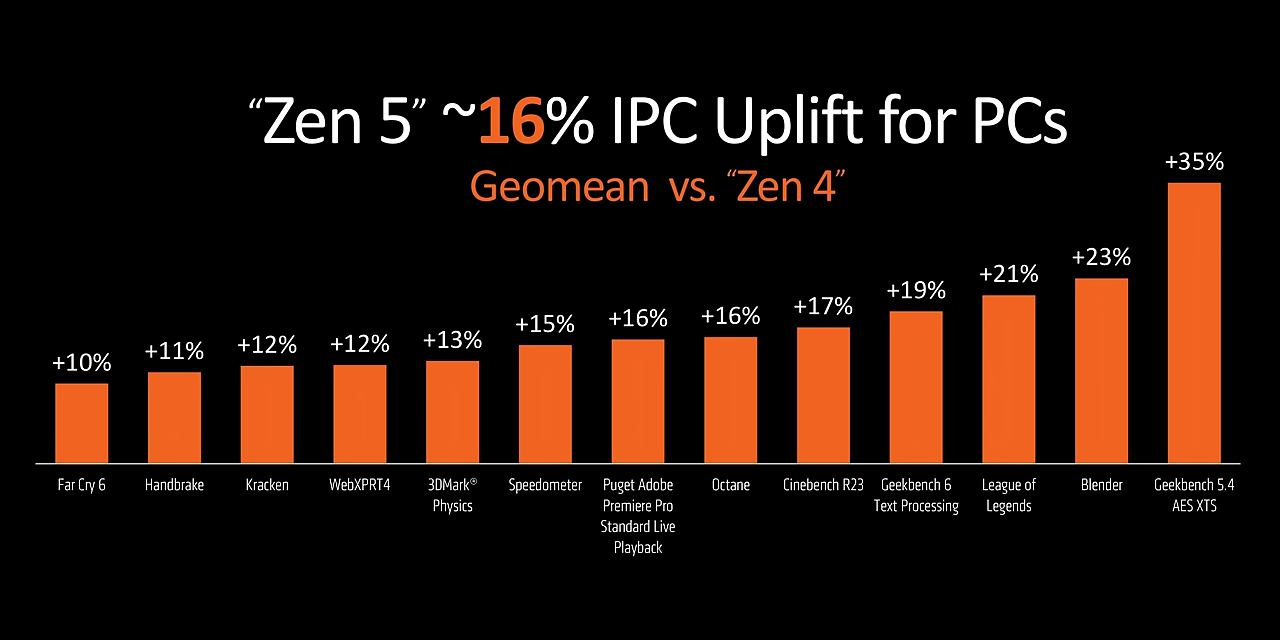 “Zen 5” ~16% IPC Uplift for PCs
Geomean vs. “Zen 4”
+10%
+11%
+12%
+12%
+13%
+15%
+16%
+16%
+17%
+19%
+21%
+23%
+35%
Far Cry 6
Handbrake
Kracken
WebXPRT4
3DMark®
Physics
Speedometer
Puget Adobe
Premiere Pro
Standard Live
Playback
Octane
Cinebench R23
Geekbench 6
Text Processing
League of
Legends
Blender
Geekbench 5.4
AES XTS